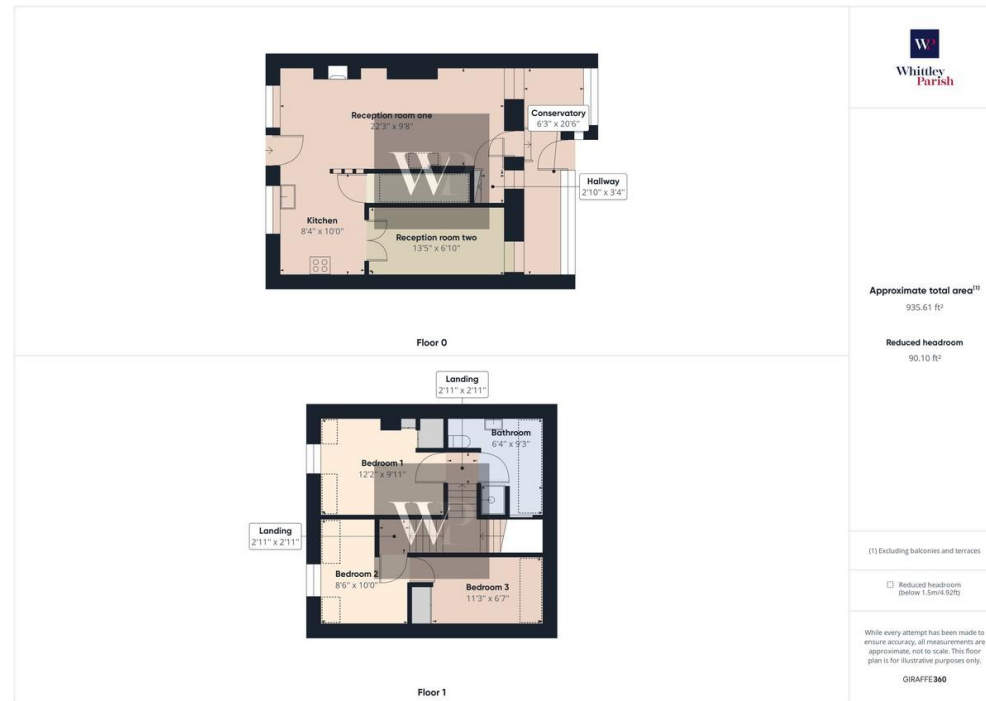 Reception room one
22'3" x 9'8"
Conservatory
6'3" x 20'6"
Hallway
2'10" x 3'4"
Kitchen
8'4" x 10'0"
Reception room two
13'5" x 6'10"
WP
Floor 0
Landing
2'11" x 2'11"
Bathroom
6'4" x 9'3"
Bedroom 1
12'2" x 9'11"
Landing
2'11" x 2'11"
WP
Bedroom 2
8'6" x 10'0"
Bedroom 3
11'3" x 6'7"
Floor 1
WP
Whittley
Parish
Approximate total area(1)
935.61 ft²
Reduced headroom
90.10 ft²
(1) Excluding balconies and terraces
Reduced headroom
(below 1.5m/4.92ft)
While every attempt has been made to
ensure accuracy, all measurements are
approximate, not to scale. This floor
plan is for illustrative purposes only.
GIRAFFE360